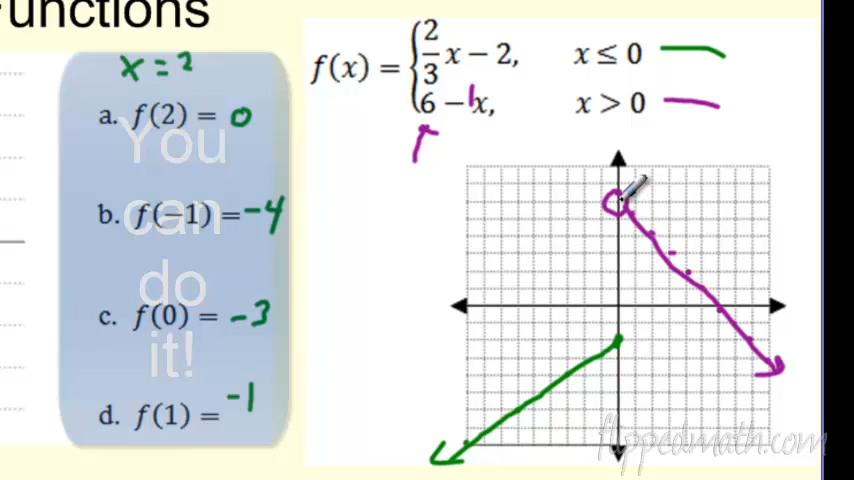 Functions
x = 2
a. f(2) = 0
b. f(−1) = -4
c. f(0) = -3
d. f(1) = -1
You
can
do
it!
f(x) = { 2/3 x − 2, x ≤ 0
6 − 1x, x > 0
flippedmath.com